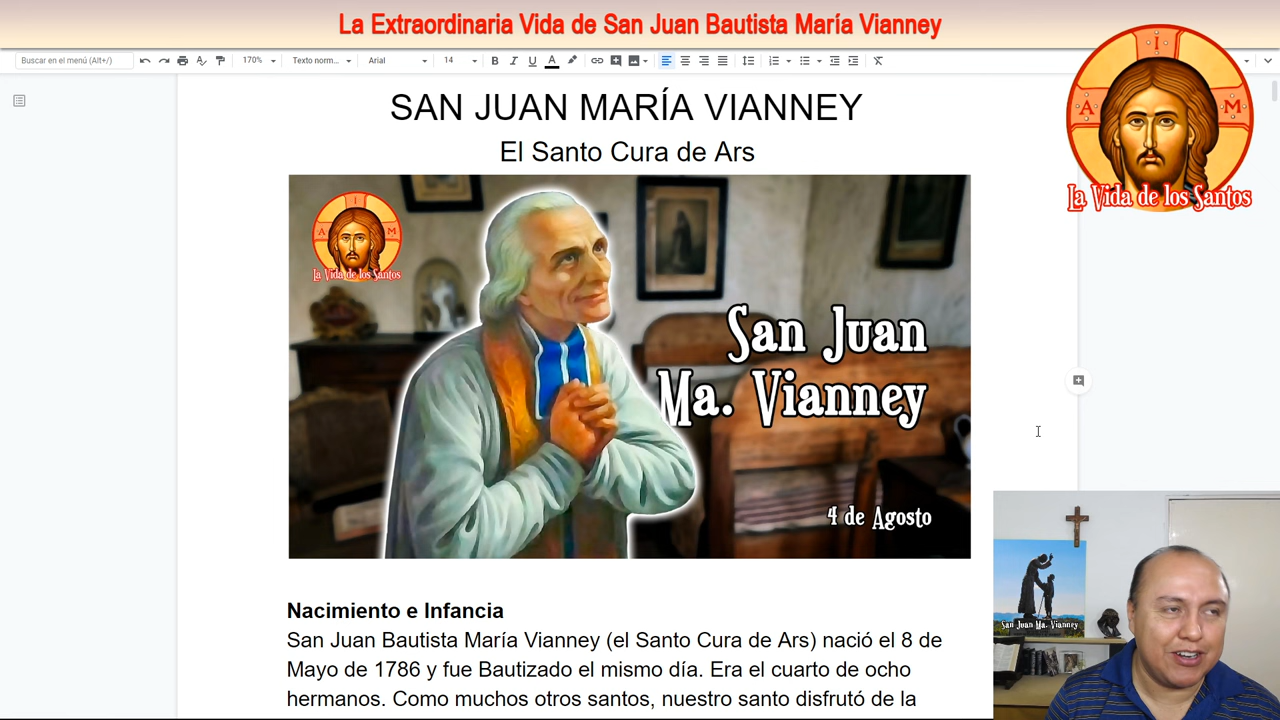 La Extraordinaria Vida de San Juan Bautista María Vianney
Buscar en el menú (Alt+/)
170%
Texto norm...
Arial
14
B I U A
SAN JUAN MARÍA VIANNEY
El Santo Cura de Ars
I
A M
La Vida de los Santos
I
A M
La Vida de los Santos
San Juan
Ma. Vianney
4 de Agosto
San Juan Ma. Vianney
Nacimiento e Infancia
San Juan Bautista María Vianney (el Santo Cura de Ars) nació el 8 de
Mayo de 1786 y fue Bautizado el mismo día. Era el cuarto de ocho
hermanos. Como muchos otros santos, nuestro santo disfrutó de la